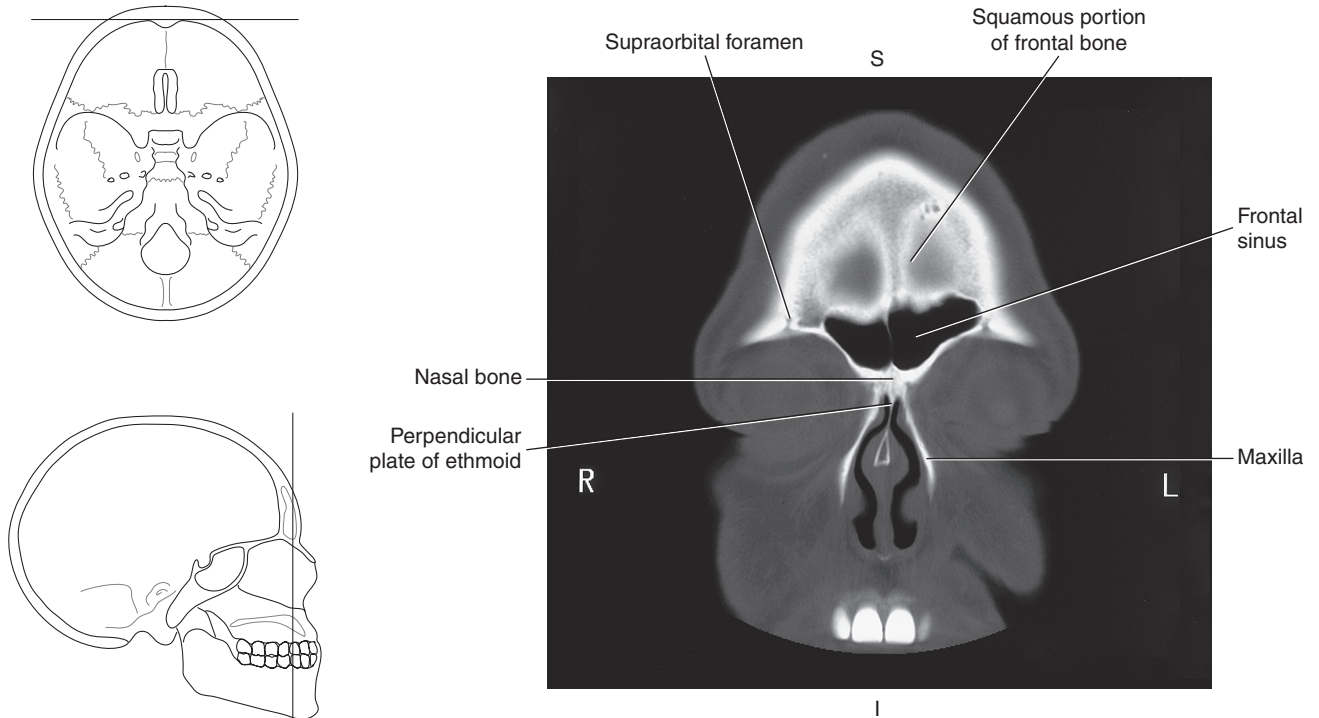 Squamous portion
of frontal bone
Supraorbital foramen
S
Frontal
sinus
Nasal bone
Perpendicular
plate of ethmoid
Maxilla
R
L
I